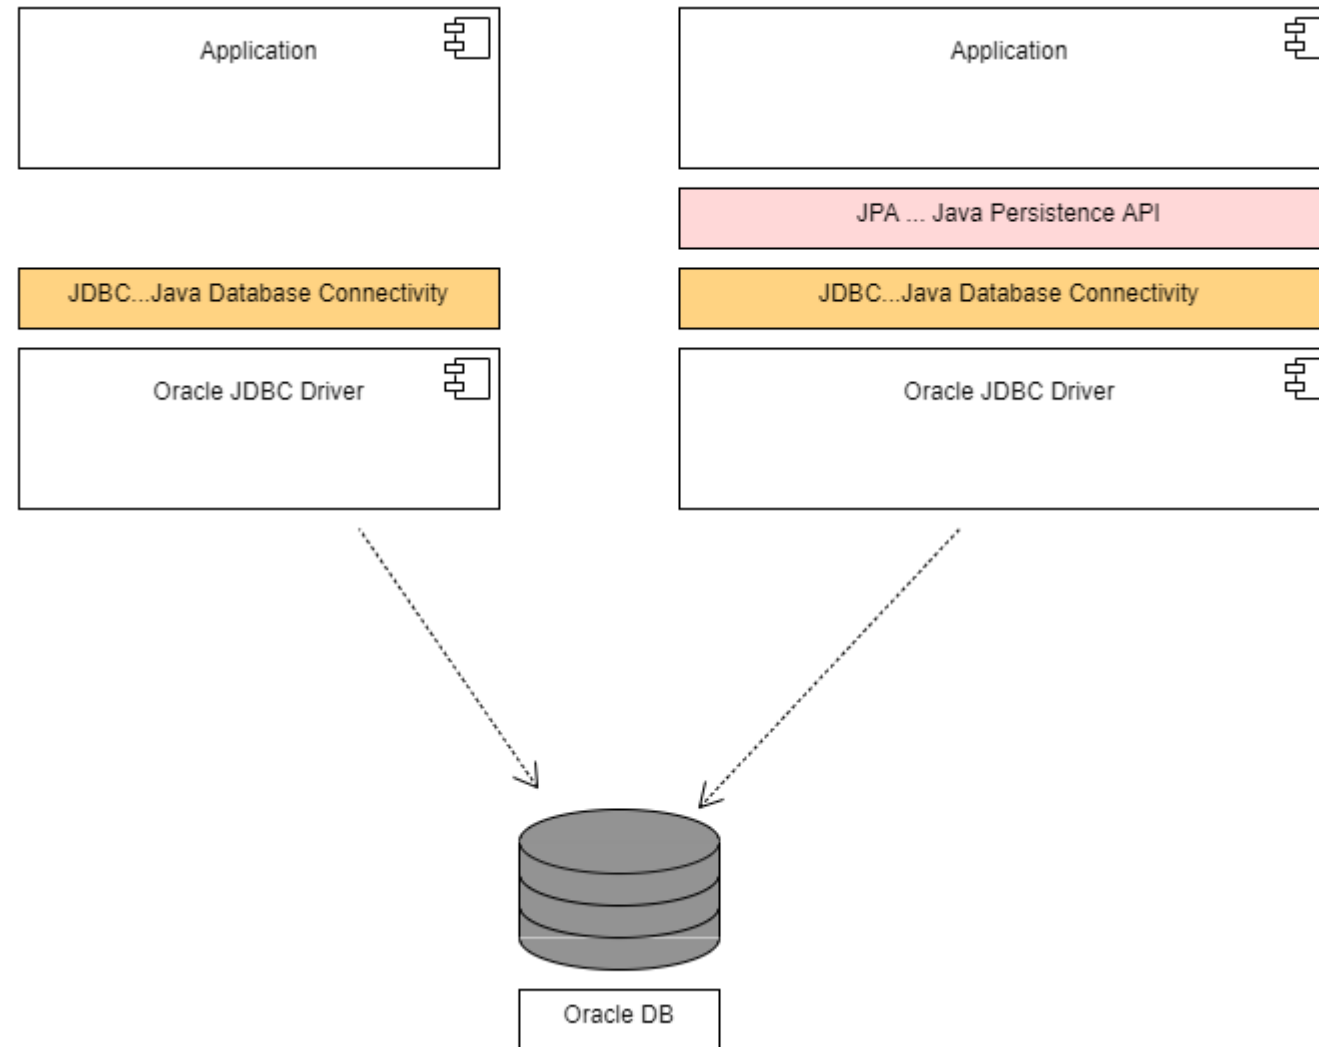 Application
Application
JPA ... Java Persistence API
JDBC...Java Database Connectivity
JDBC...Java Database Connectivity
Oracle JDBC Driver
Oracle JDBC Driver
Oracle DB